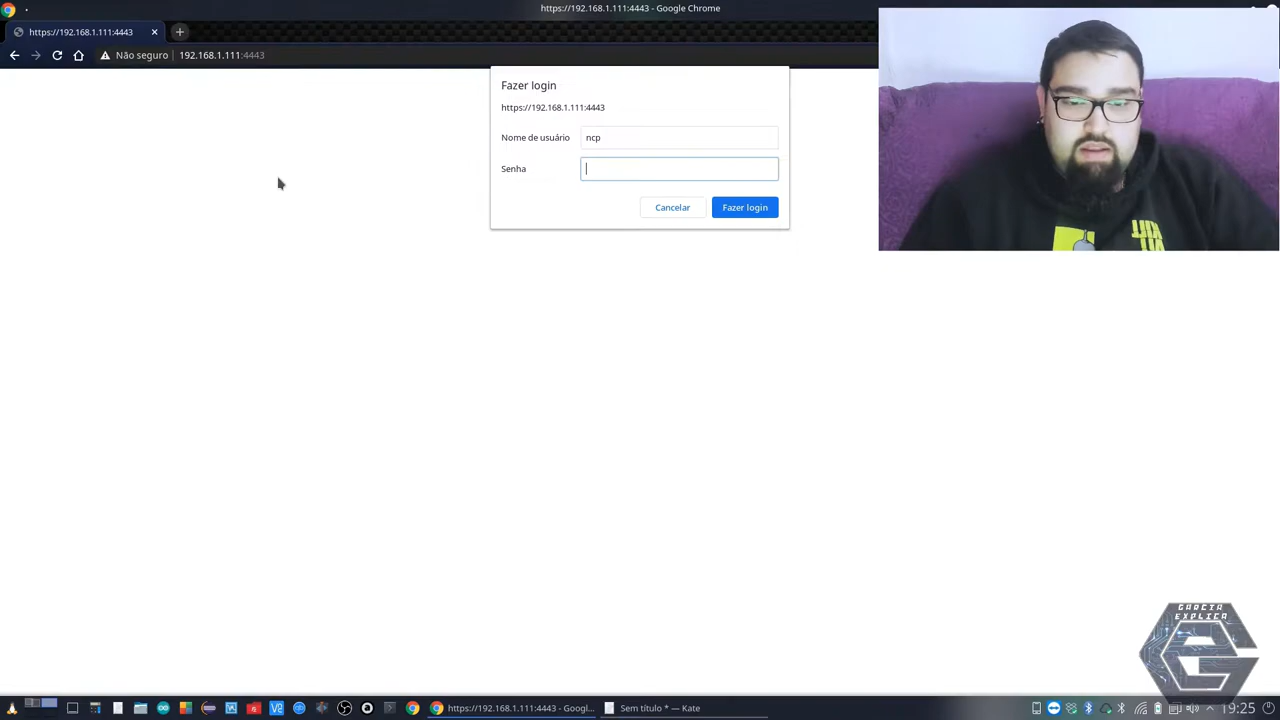 https://192.168.1.111:4443 - Google Chrome
https://192.168.1.111:4443
Não seguro
192.168.1.111:4443
Fazer login
https://192.168.1.111:4443
Nome de usuário
ncp
Senha
Cancelar
Fazer login
GARCIA
EXPLICA
https://192.168.1.111:4443 - Googl...
Sem título * — Kate
19:25